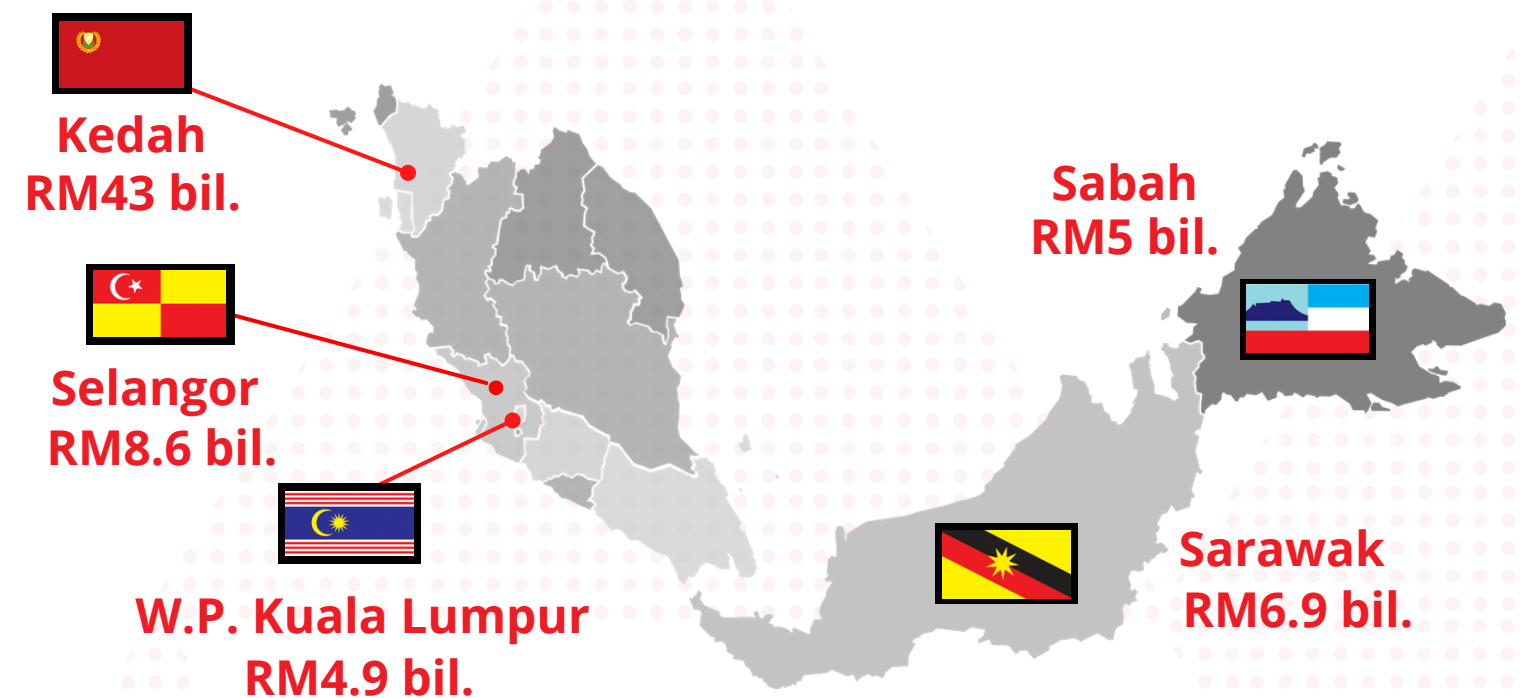 Kedah
RM43 bil.
Selangor
RM8.6 bil.
W.P. Kuala Lumpur
RM4.9 bil.
Sabah
RM5 bil.
Sarawak
RM6.9 bil.